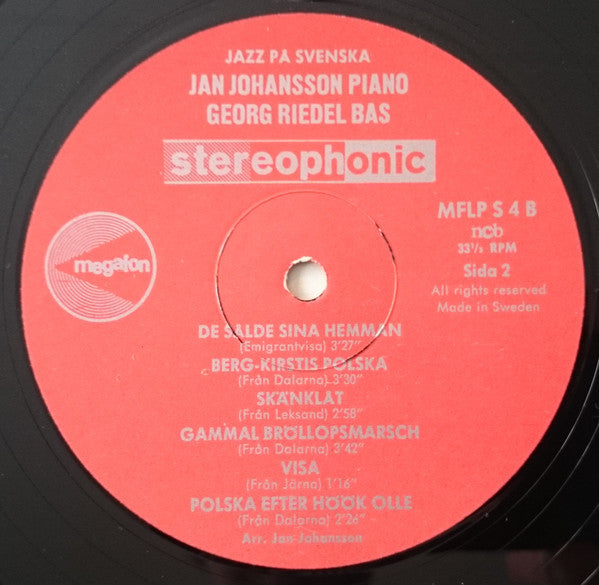 JAZZ PÅ SVENSKA
JAN JOHANSSON PIANO
GEORG RIEDEL BAS
stereophonic
megafon
MFLP S 4 B
ncb
33⅓ RPM
Sida 2
All rights reserved
Made in Sweden
DE SÅLDE SINA HEMMAN
(Emigrantvisa) 3'27"
BERG-KIRSTIS POLSKA
(Från Dalarna) 3'30"
SKÄNKLÅT
(Från Leksand) 2'58"
GAMMAL BRÖLLOPSMARSCH
(Från Dalarna) 3'42"
VISA
(Från Järna) 1'16"
POLSKA EFTER HÖÖK OLLE
(Från Dalarna) 2'26"
Arr. Jan Johansson